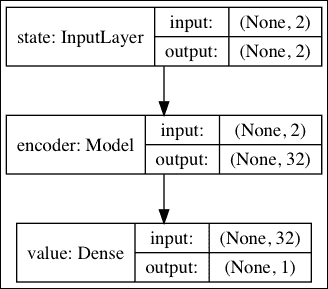 state: InputLayer
input: (None, 2)
output: (None, 2)
encoder: Model
input: (None, 2)
output: (None, 32)
value: Dense
input: (None, 32)
output: (None, 1)